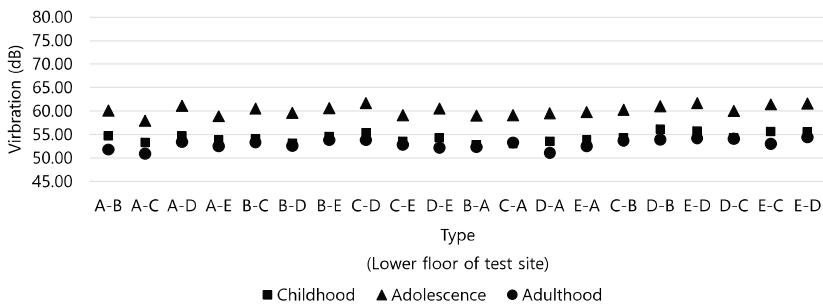 80.00
75.00
70.00
65.00
60.00
55.00
50.00
45.00
Virbration (dB)
A-B A-C A-D A-E B-C B-D B-E C-D C-E D-E B-A C-A D-A E-A C-B D-B E-D D-C E-C E-D
Type
(Lower floor of test site)
Childhood Adolescence Adulthood